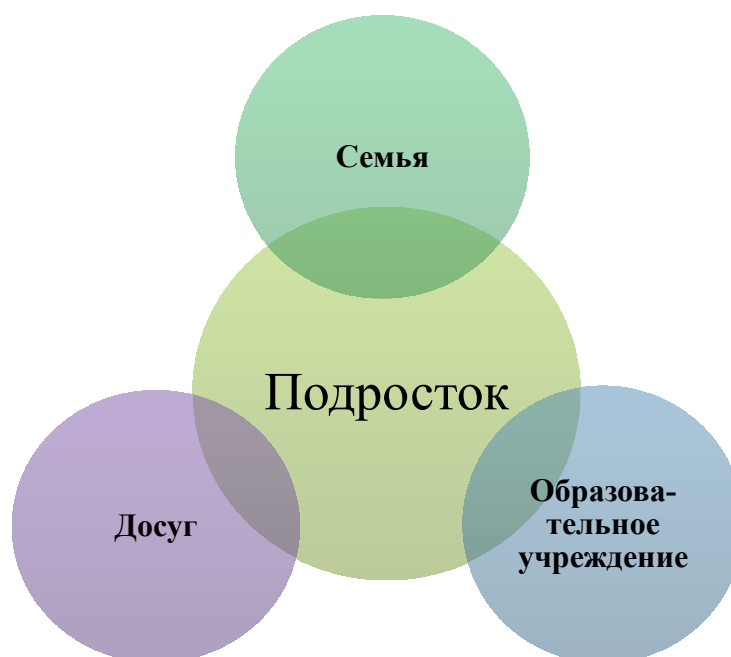 Семья
Подросток
Досуг
Образова-
тельное
учреждение